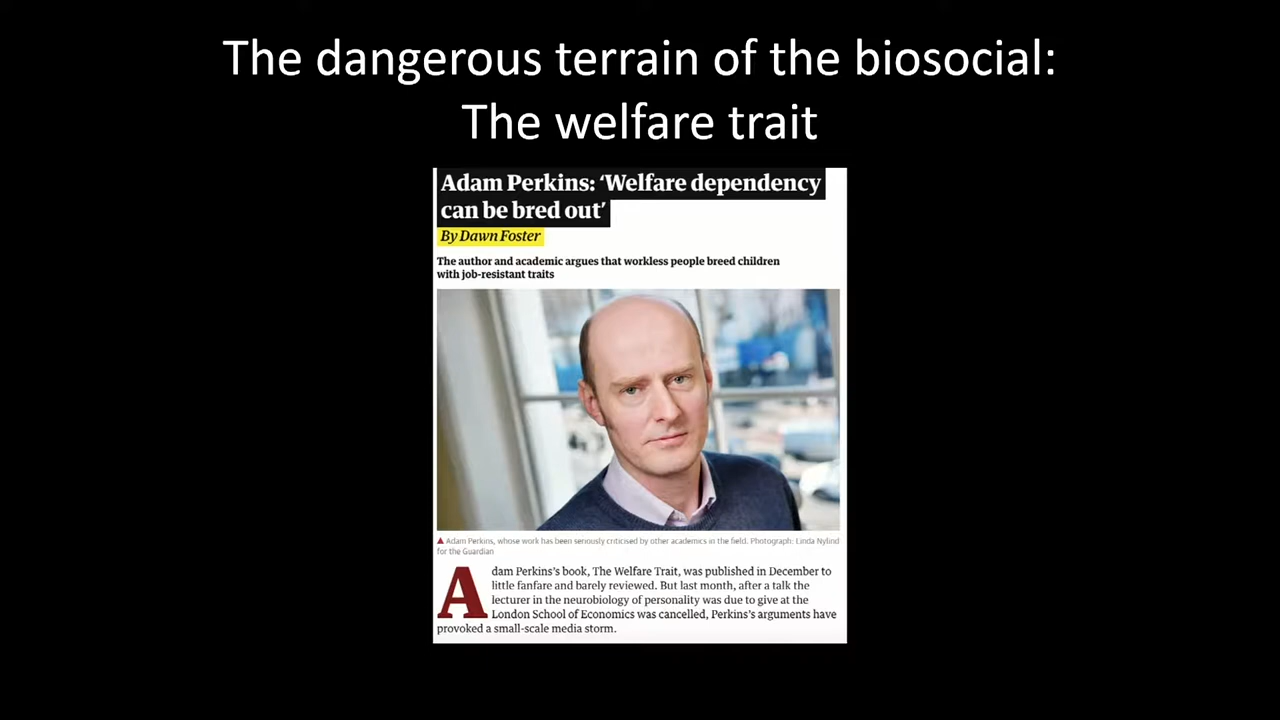 The dangerous terrain of the biosocial:
The welfare trait
Adam Perkins: ‘Welfare dependency
can be bred out’
By Dawn Foster
The author and academic argues that workless people breed children
with job-resistant traits
▲ Adam Perkins, whose work has been seriously criticised by other academics in the field. Photograph: Linda Nylind
for the Guardian
Adam Perkins’s book, The Welfare Trait, was published in December to
little fanfare and barely reviewed. But last month, after a talk the
lecturer in the neurobiology of personality was due to give at the
London School of Economics was cancelled, Perkins’s arguments have
provoked a small-scale media storm.